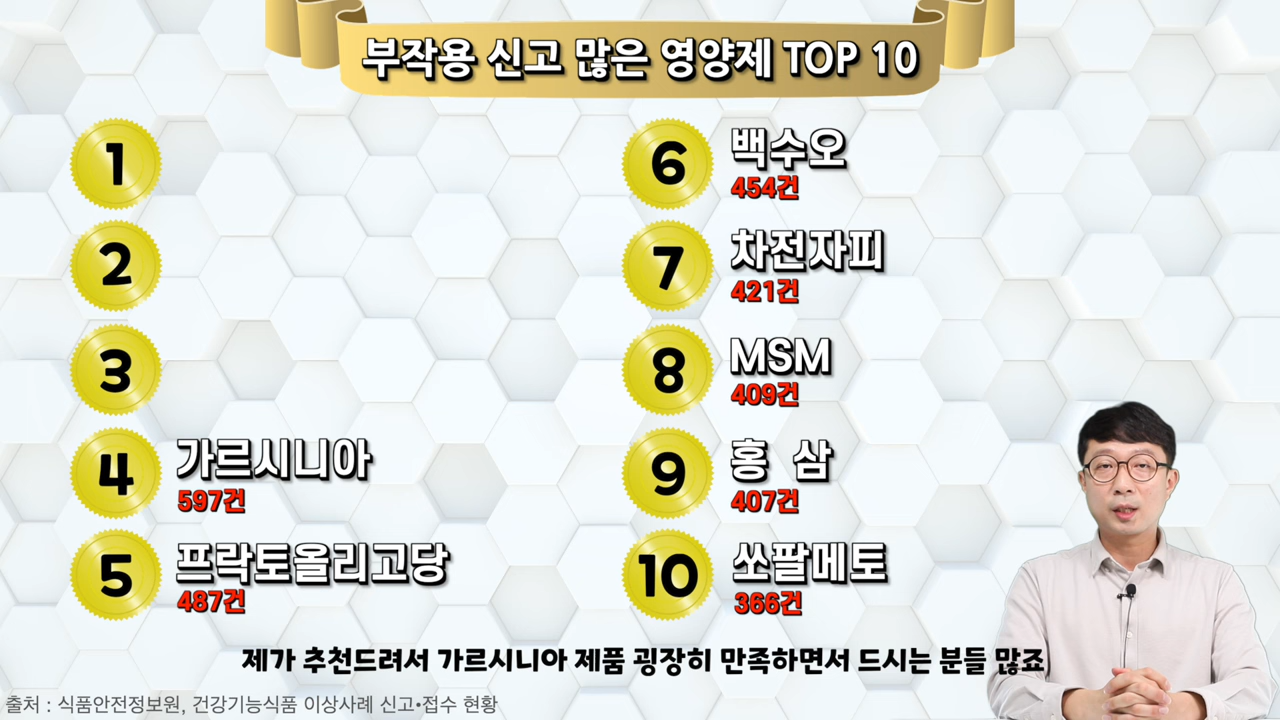 부작용 신고 많은 영양제 TOP 10
1
2
3
4 가르시니아
597건
5 프락토올리고당
487건
6 백수오
454건
7 차전자피
421건
8 MSM
409건
9 홍 삼
407건
10 쏘팔메토
366건
제가 추천드려서 가르시니아 제품 굉장히 만족하면서 드시는 분들 많죠
출처 : 식품안전정보원, 건강기능식품 이상사례 신고•접수 현황